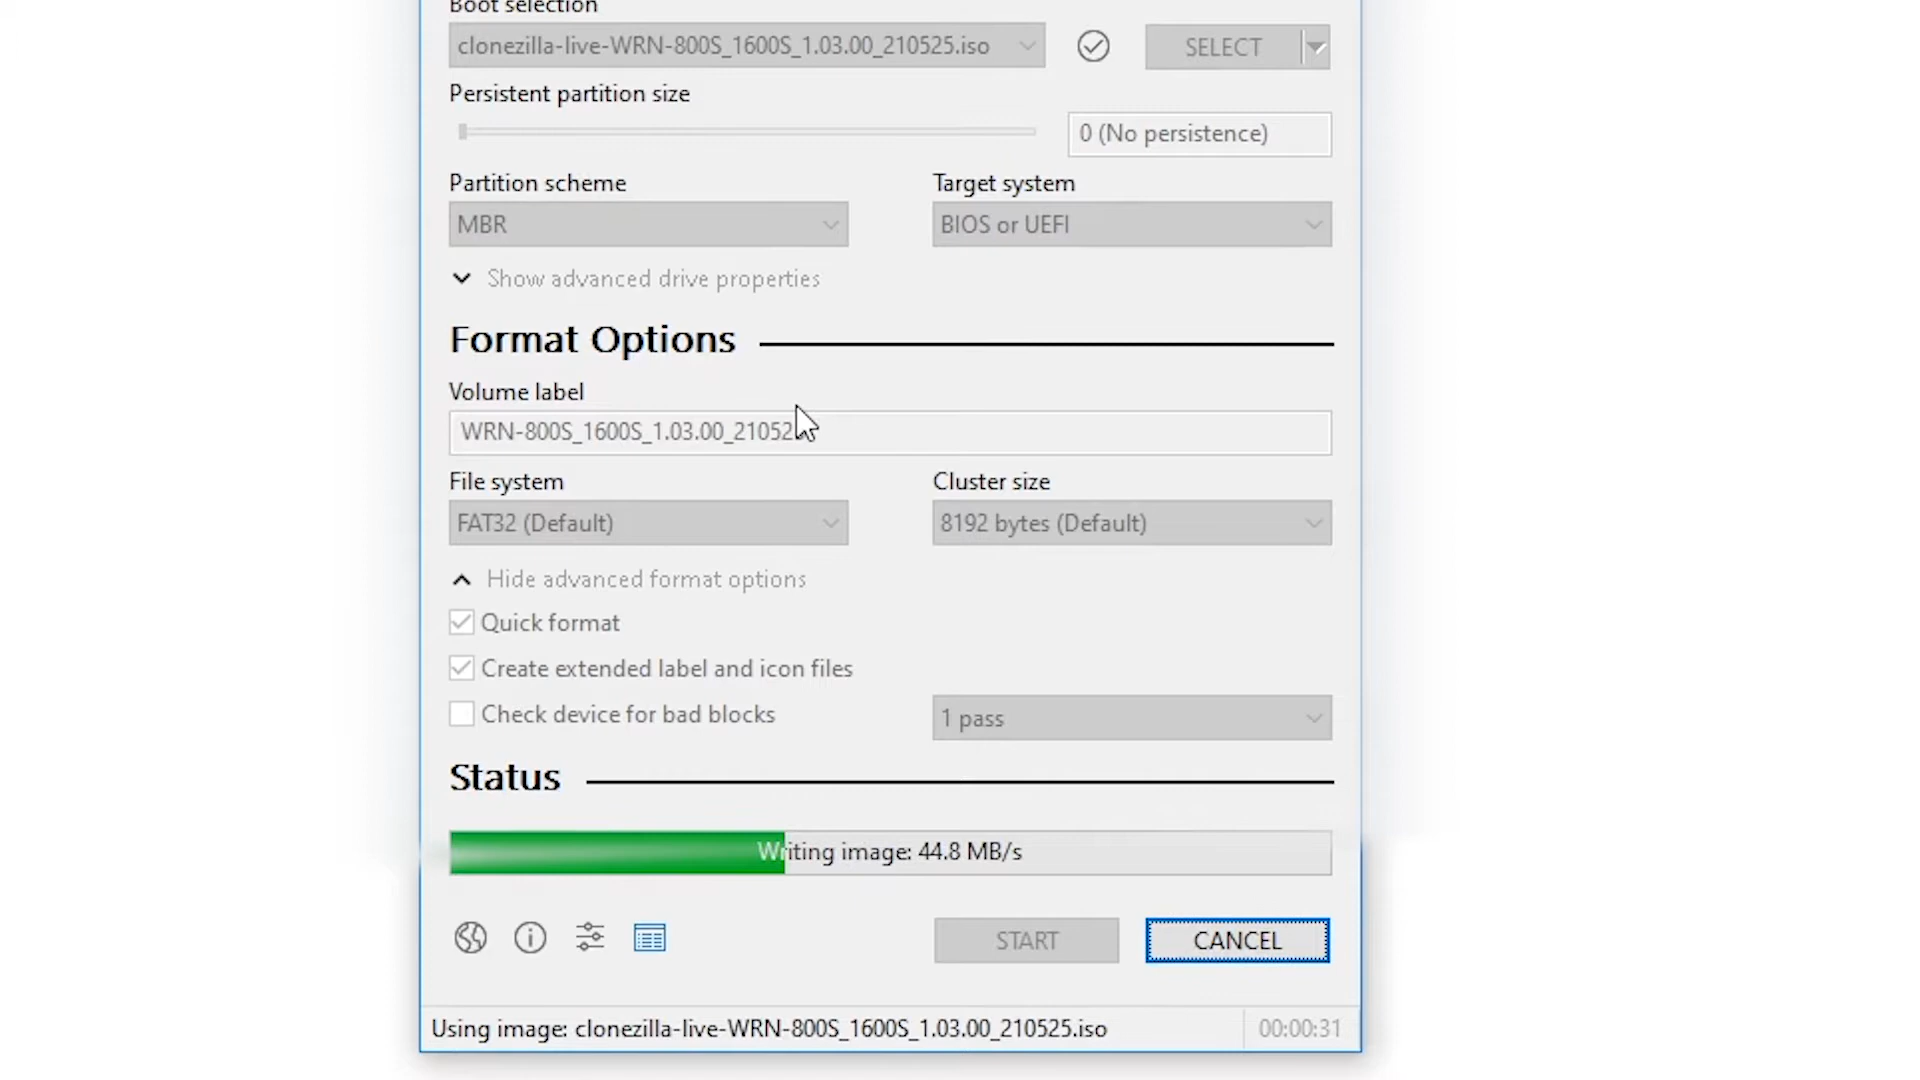 Boot selection
clonezilla-live-WRN-800S_1600S_1.03.00_210525.iso
SELECT
Persistent partition size
0 (No persistence)
Partition scheme
Target system
MBR
BIOS or UEFI
Show advanced drive properties
Format Options
Volume label
WRN-800S_1600S_1.03.00_21052
File system
Cluster size
FAT32 (Default)
8192 bytes (Default)
Hide advanced format options
Quick format
Create extended label and icon files
Check device for bad blocks
1 pass
Status
Writing image: 44.8 MB/s
START
CANCEL
Using image: clonezilla-live-WRN-800S_1600S_1.03.00_210525.iso
00:00:31